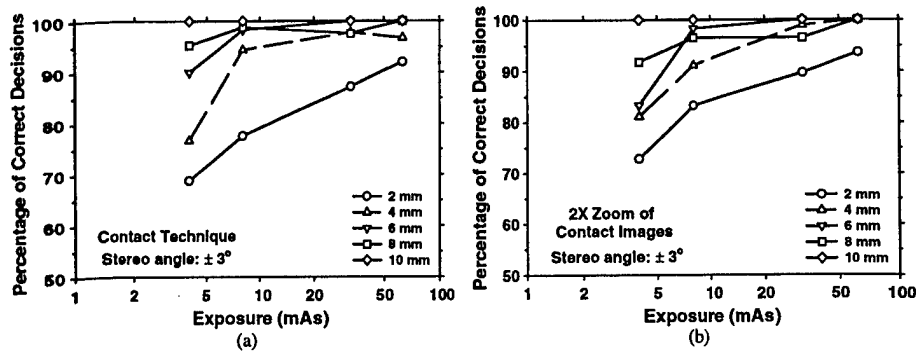 Percentage of Correct Decisions
100
90
80
70
60
50
1 2 5 10 20 50 100
Exposure (mAs)
Contact Technique
Stereo angle: ± 3°
2 mm
4 mm
6 mm
8 mm
10 mm
(a)
Percentage of Correct Decisions
100
90
80
70
60
50
1 2 5 10 20 50 100
Exposure (mAs)
2X Zoom of
Contact Images
Stereo angle: ± 3°
2 mm
4 mm
6 mm
8 mm
10 mm
(b)